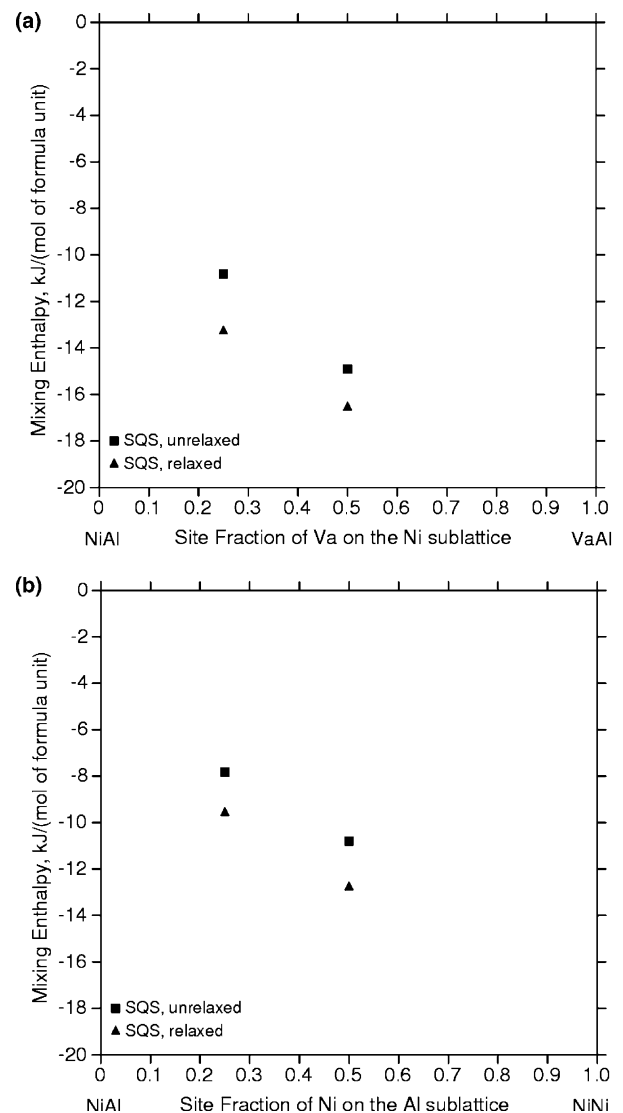 (a)
0
-2
-4
-6
-8
-10
-12
-14
-16
-18
-20
Mixing Enthalpy, kJ/(mol of formula unit)
■ SQS, unrelaxed
▲ SQS, relaxed
0 0.1 0.2 0.3 0.4 0.5 0.6 0.7 0.8 0.9 1.0
NiAl Site Fraction of Va on the Ni sublattice VaAl
(b)
0
-2
-4
-6
-8
-10
-12
-14
-16
-18
-20
Mixing Enthalpy, kJ/(mol of formula unit)
■ SQS, unrelaxed
▲ SQS, relaxed
0 0.1 0.2 0.3 0.4 0.5 0.6 0.7 0.8 0.9 1.0
NiAl Site Fraction of Ni on the Al sublattice NiNi